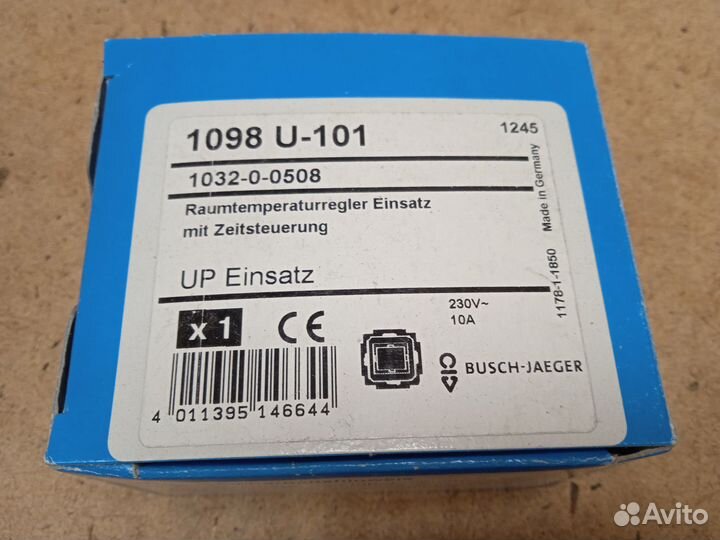 1098 U-101
1245
1032-0-0508
Raumtemperaturregler Einsatz
mit Zeitsteuerung
UP Einsatz
x 1
CE
230V~
10A
BUSCH-JAEGER
4 011395 146644
1178-1-1850 Made in Germany
Avito